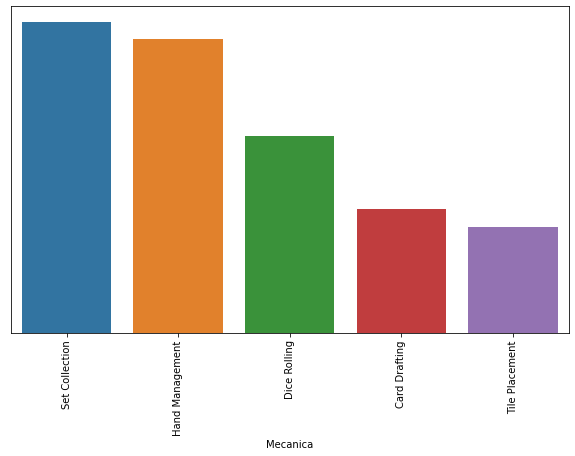 Set Collection
Hand Management
Dice Rolling
Card Drafting
Tile Placement
Mecanica